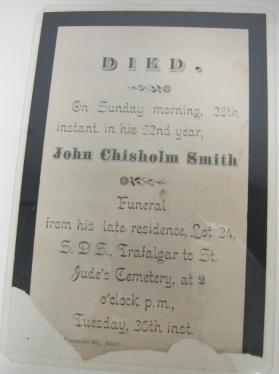 DIED.
On Sunday morning, 28th
instant, in his 52nd year,
John Chisholm Smith
Funeral
from his late residence, Lot 24,
S. D. S., Trafalgar to St.
Jude's Cemetery, at 2
o'clock p.m.,
Tuesday, 30th inst.